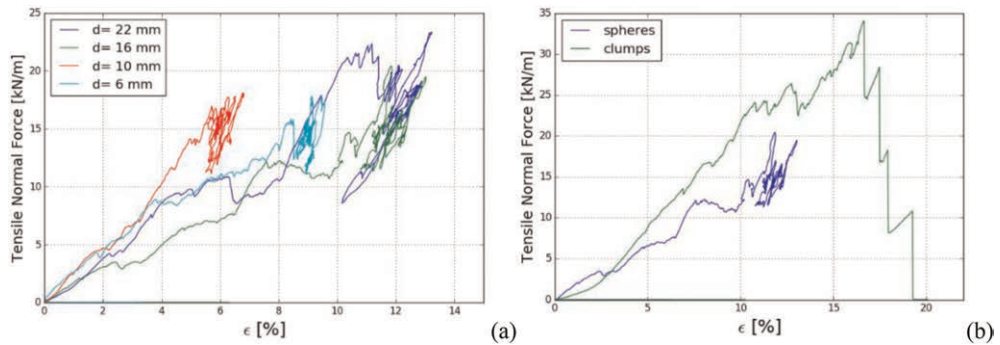 25
20
15
10
5
0
Tensile Normal Force [kN/m]
d= 22 mm
d= 16 mm
d= 10 mm
d= 6 mm
0 2 4 6 8 10 12 14
ϵ [%]
(a)
35
30
25
20
15
10
5
0
Tensile Normal Force [kN/m]
spheres
clumps
0 5 10 15 20
ϵ [%]
(b)